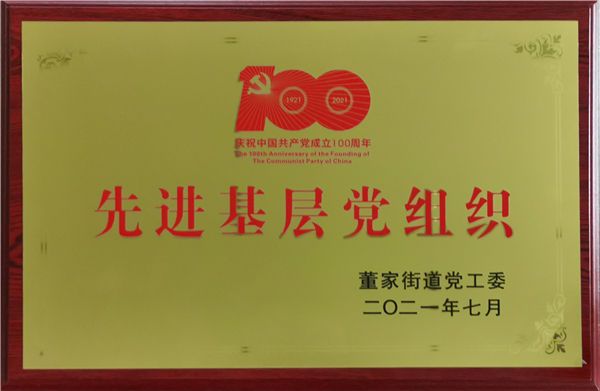 100
1921 2021
庆祝中国共产党成立100周年
The 100th Anniversary of the Founding of
The Communist Party of China
先进基层党组织
董家街道党工委
二〇二一年七月